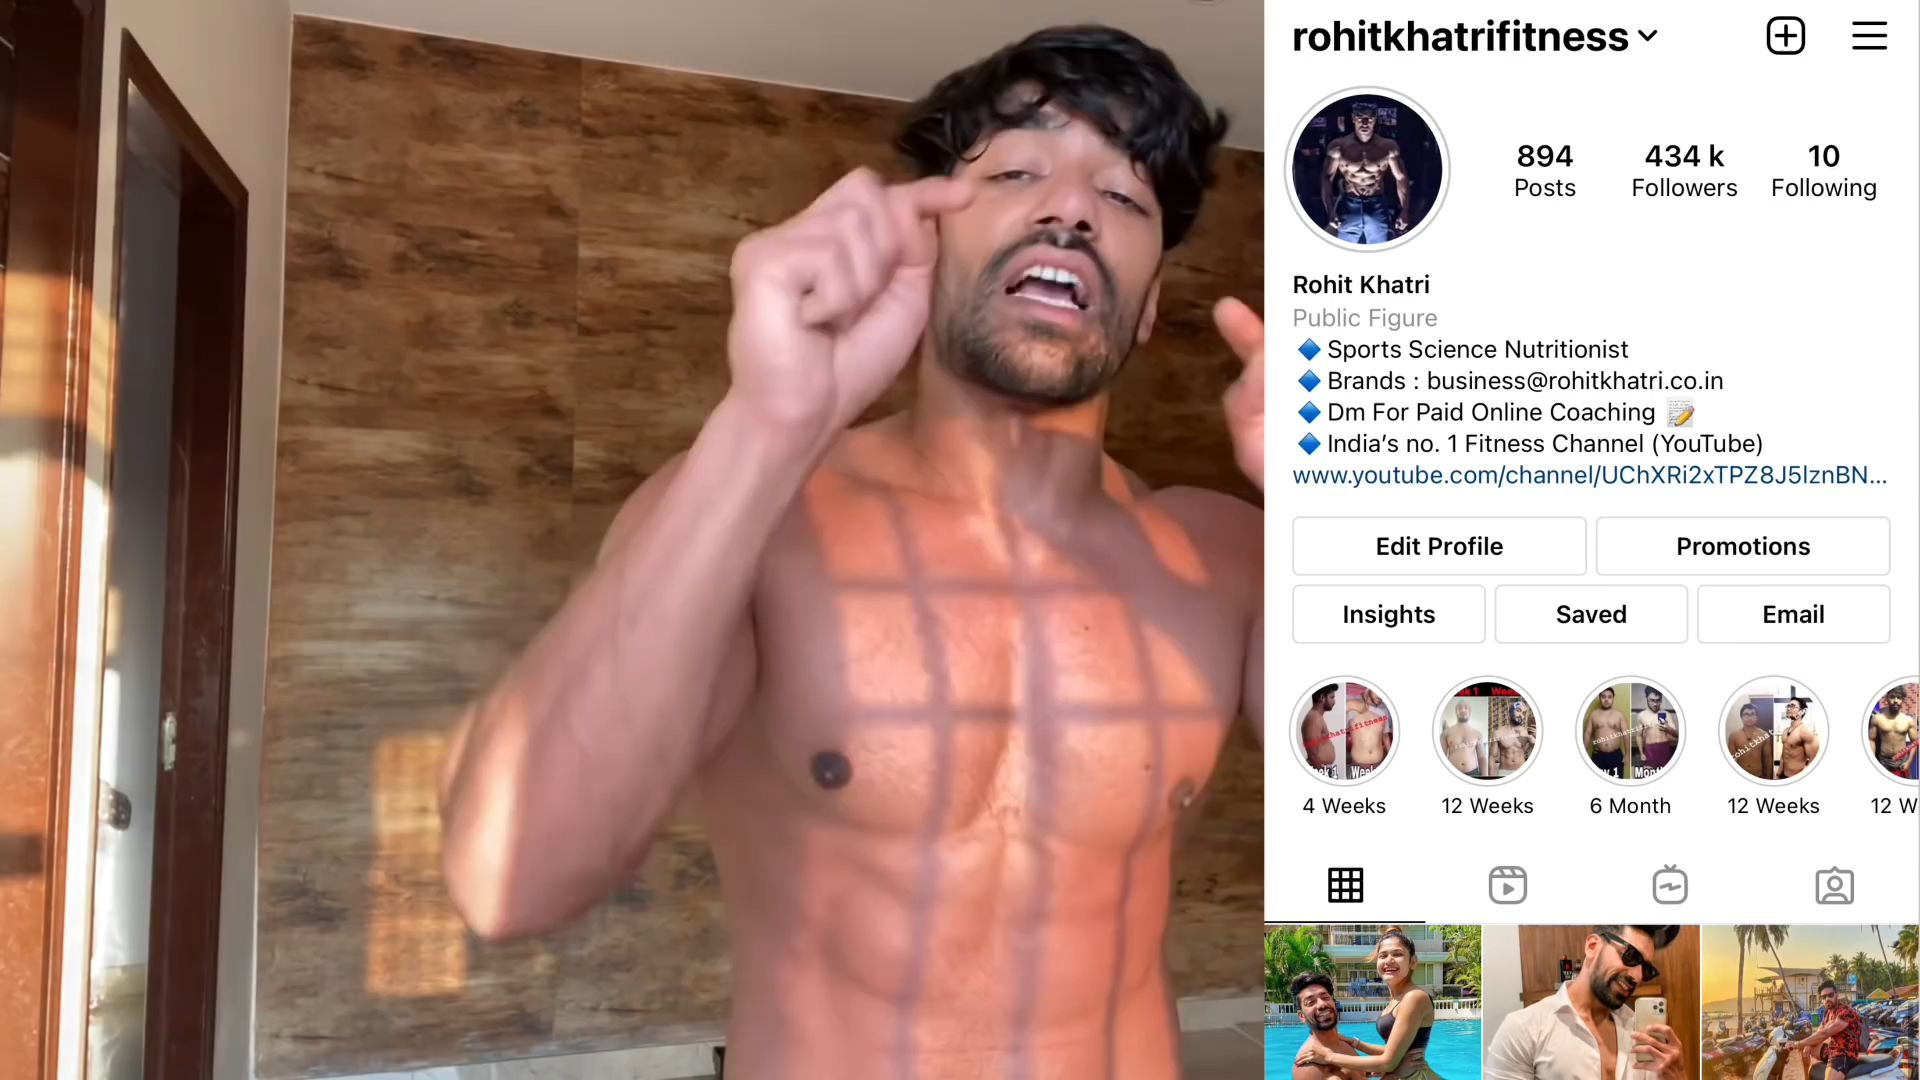 rohitkhatrifitness
894
Posts
434 k
Followers
10
Following
Rohit Khatri
Public Figure
Sports Science Nutritionist
Brands : business@rohitkhatri.co.in
Dm For Paid Online Coaching
India’s no. 1 Fitness Channel (YouTube)
www.youtube.com/channel/UChXRi2xTPZ8J5lznBN...
Edit Profile
Promotions
Insights
Saved
Email
4 Weeks
12 Weeks
6 Month
12 Weeks
12 W